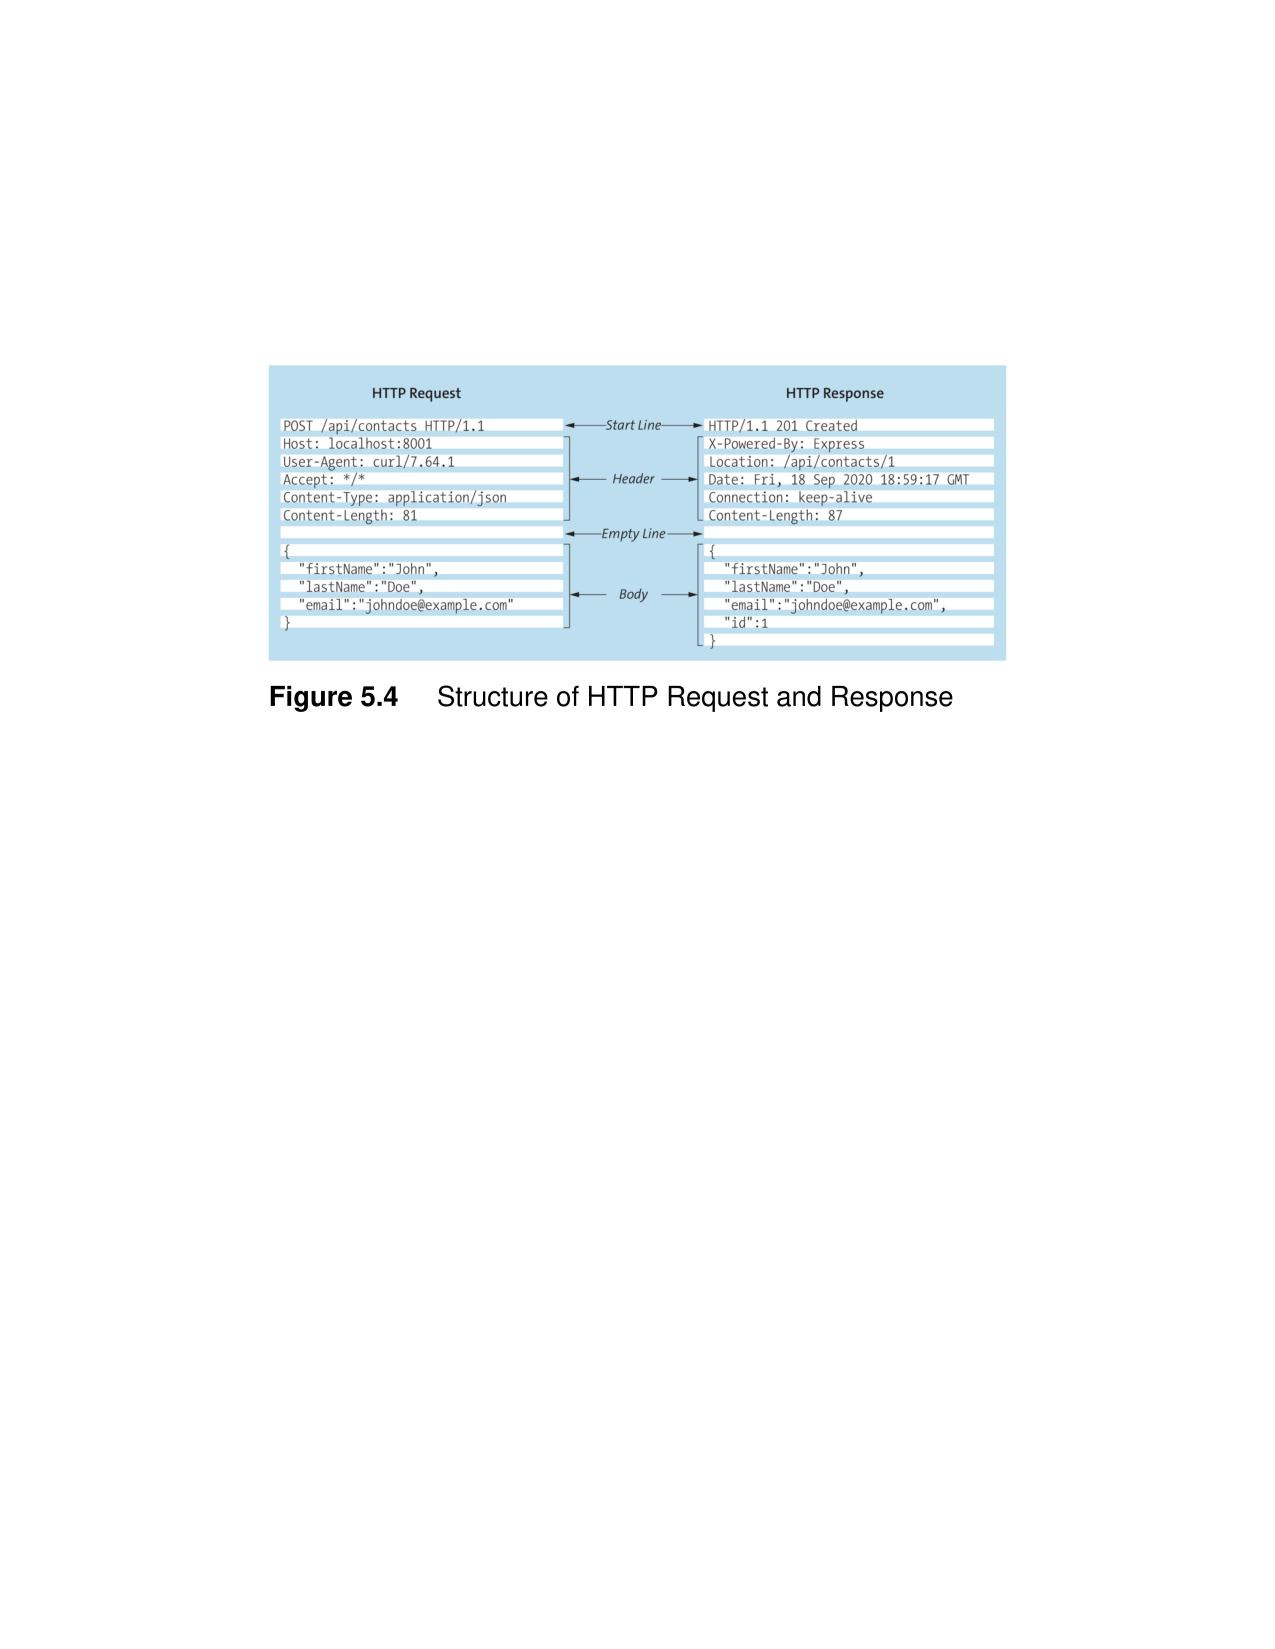 HTTP Request
POST /api/contacts HTTP/1.1
Host: localhost:8001
User-Agent: curl/7.64.1
Accept: */*
Content-Type: application/json
Content-Length: 81
{
"firstName":"John",
"lastName":"Doe",
"email":"johndoe@example.com"
}
Start Line
Header
Empty Line
Body
HTTP Response
HTTP/1.1 201 Created
X-Powered-By: Express
Location: /api/contacts/1
Date: Fri, 18 Sep 2020 18:59:17 GMT
Connection: keep-alive
Content-Length: 87
{
"firstName":"John",
"lastName":"Doe",
"email":"johndoe@example.com",
"id":1
}
Figure 5.4 Structure of HTTP Request and Response